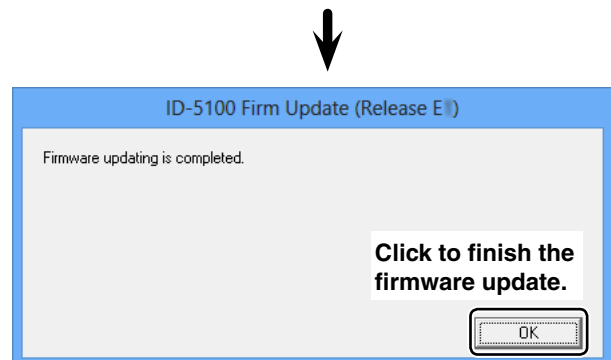 ID-5100 Firm Update (Release E)
Firmware updating is completed.
Click to finish the
firmware update.
OK